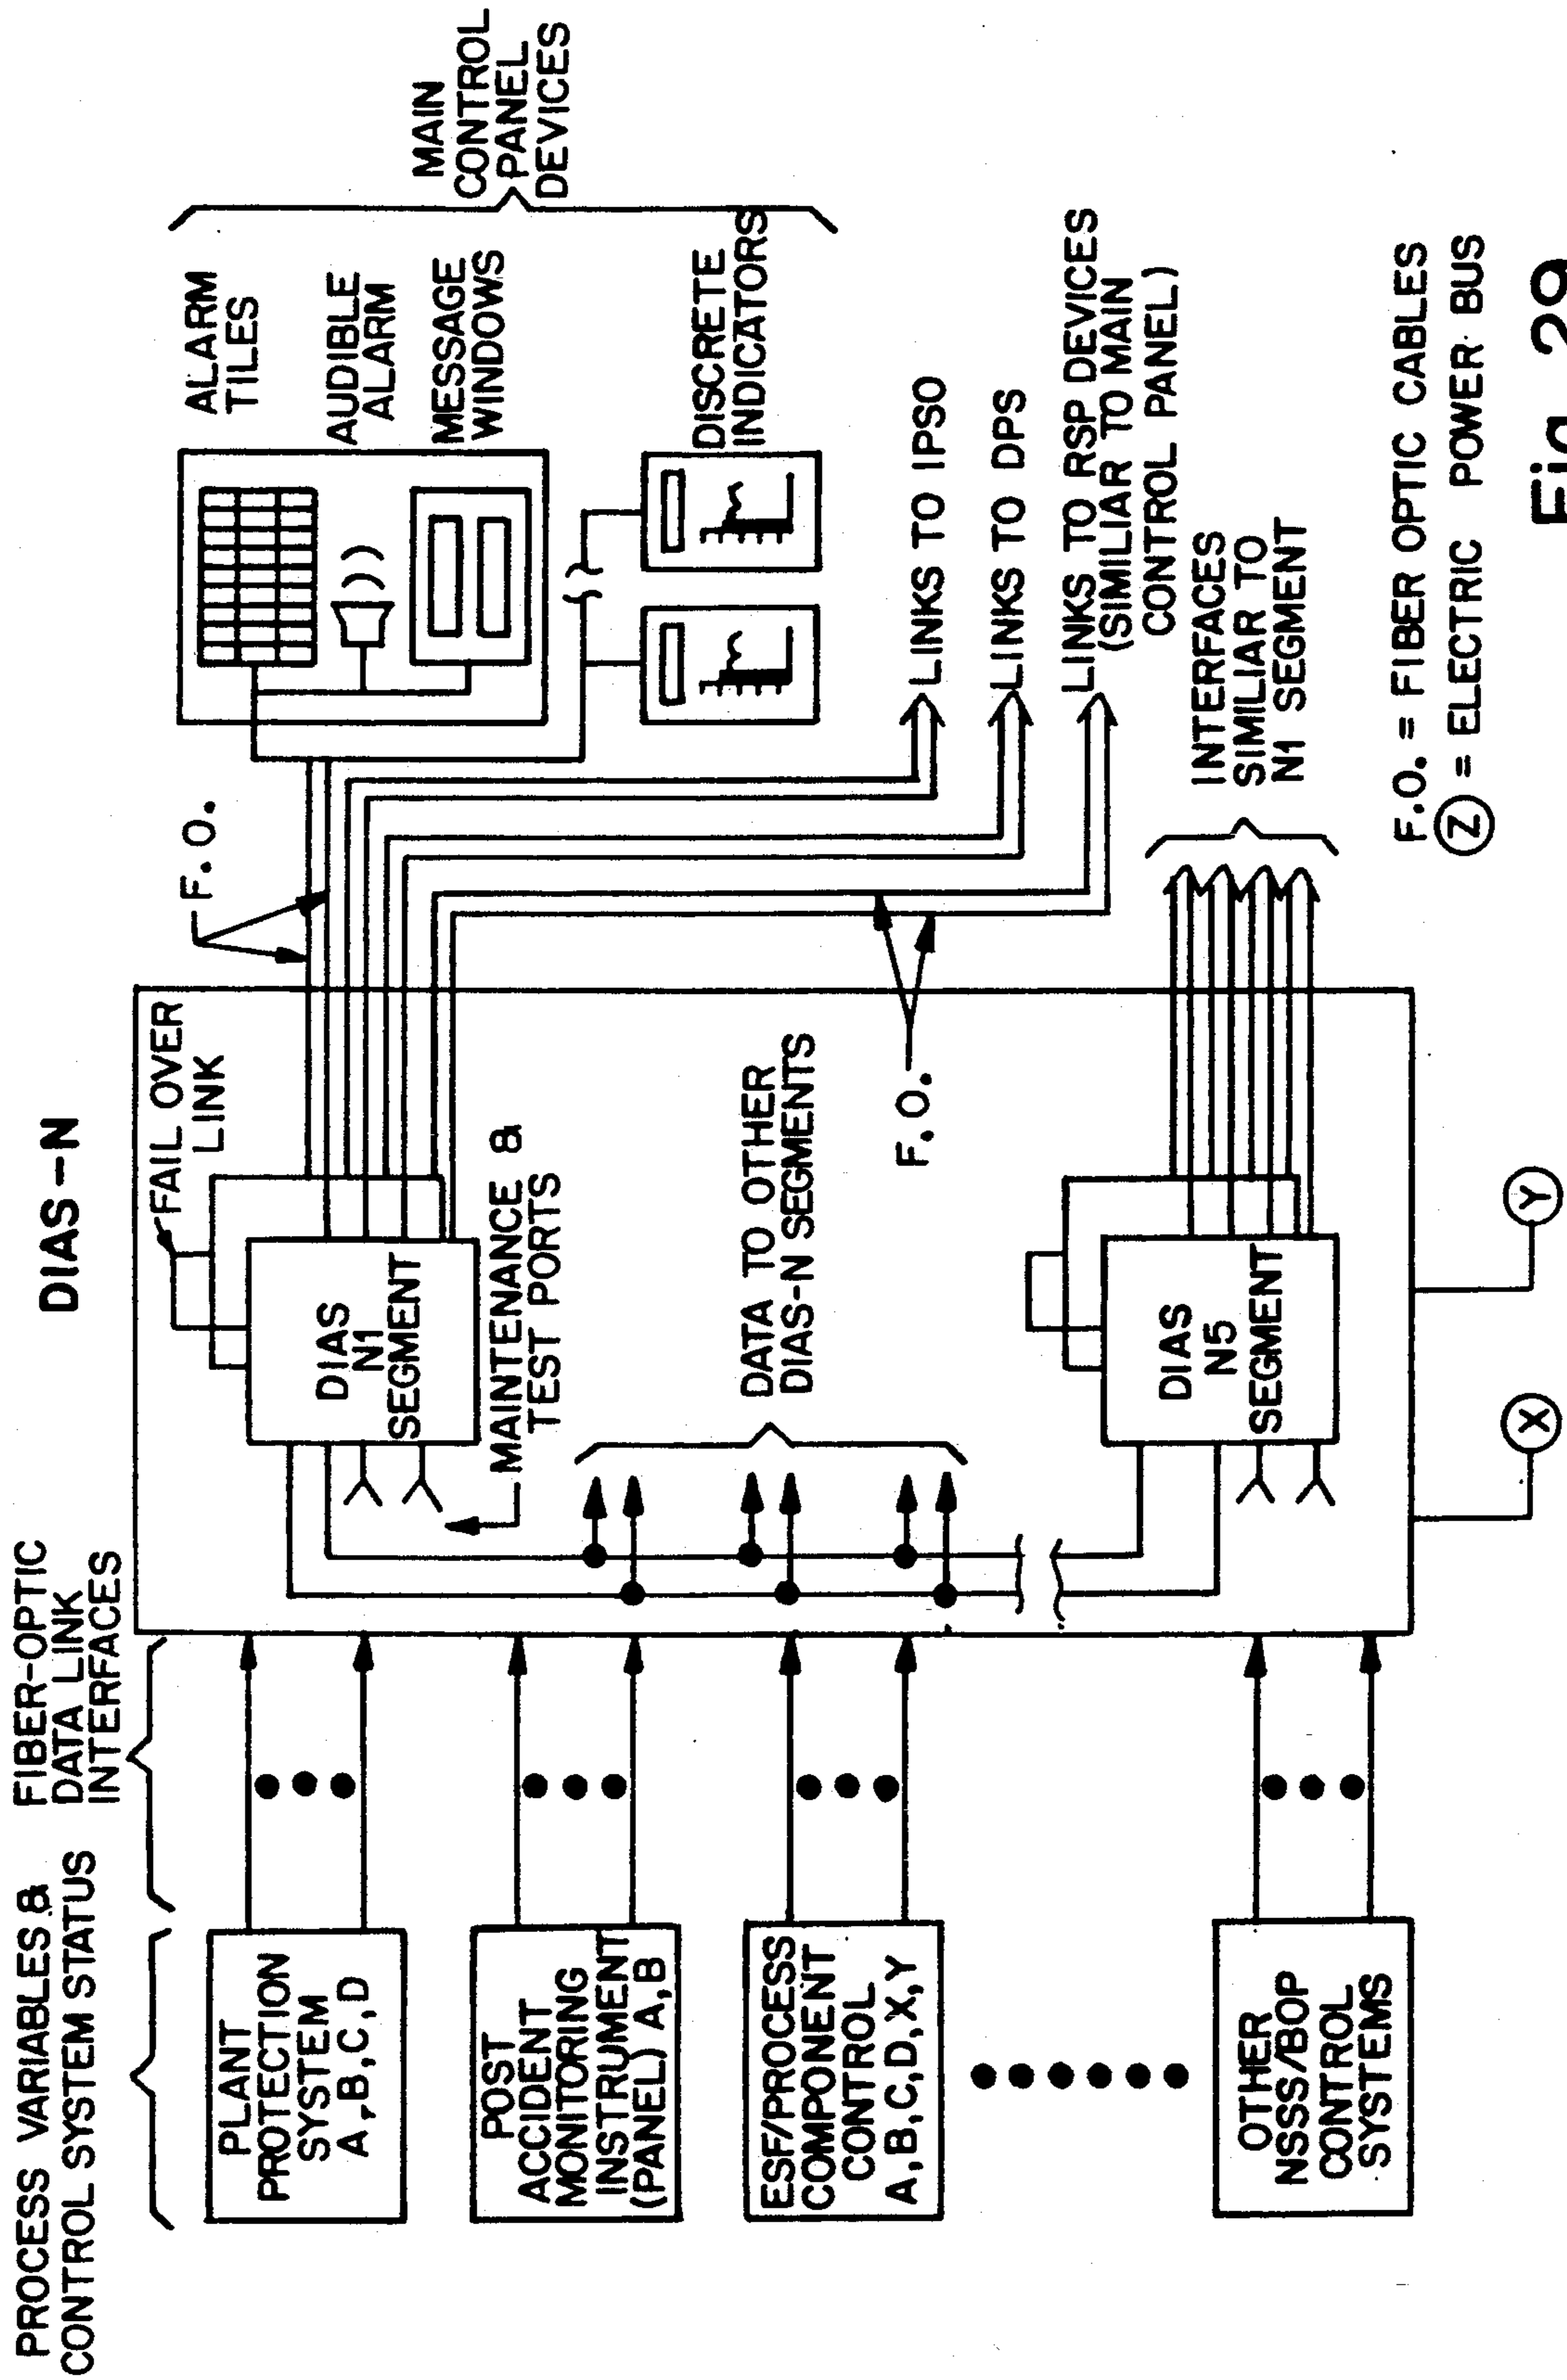 DIAS-N
PROCESS VARIABLES &
CONTROL SYSTEM STATUS
FIBER-OPTIC
DATA LINK
INTERFACES
PLANT
PROTECTION
SYSTEM
A,B,C,D
POST
ACCIDENT
MONITORING
INSTRUMENT
(PANEL) A,B
ESF/PROCESS
COMPONENT
CONTROL
A,B,C,D,X,Y
OTHER
NSSS/BOP
CONTROL
SYSTEMS
FAIL OVER
LINK
DIAS
N1
SEGMENT
MAINTENANCE &
TEST PORTS
DATA TO OTHER
DIAS-N SEGMENTS
F.O.
DIAS
N5
SEGMENT
X
Y
F.O.
ALARM
TILES
AUDIBLE
ALARM
MESSAGE
WINDOWS
DISCRETE
INDICATORS
MAIN
CONTROL
PANEL
DEVICES
LINKS TO IPSO
LINKS TO DPS
LINKS TO RSP DEVICES
(SIMILIAR TO MAIN
CONTROL PANEL)
INTERFACES
SIMILIAR TO
N1 SEGMENT
F.O. = FIBER OPTIC CABLES
Z = ELECTRIC POWER BUS
Fig. 29